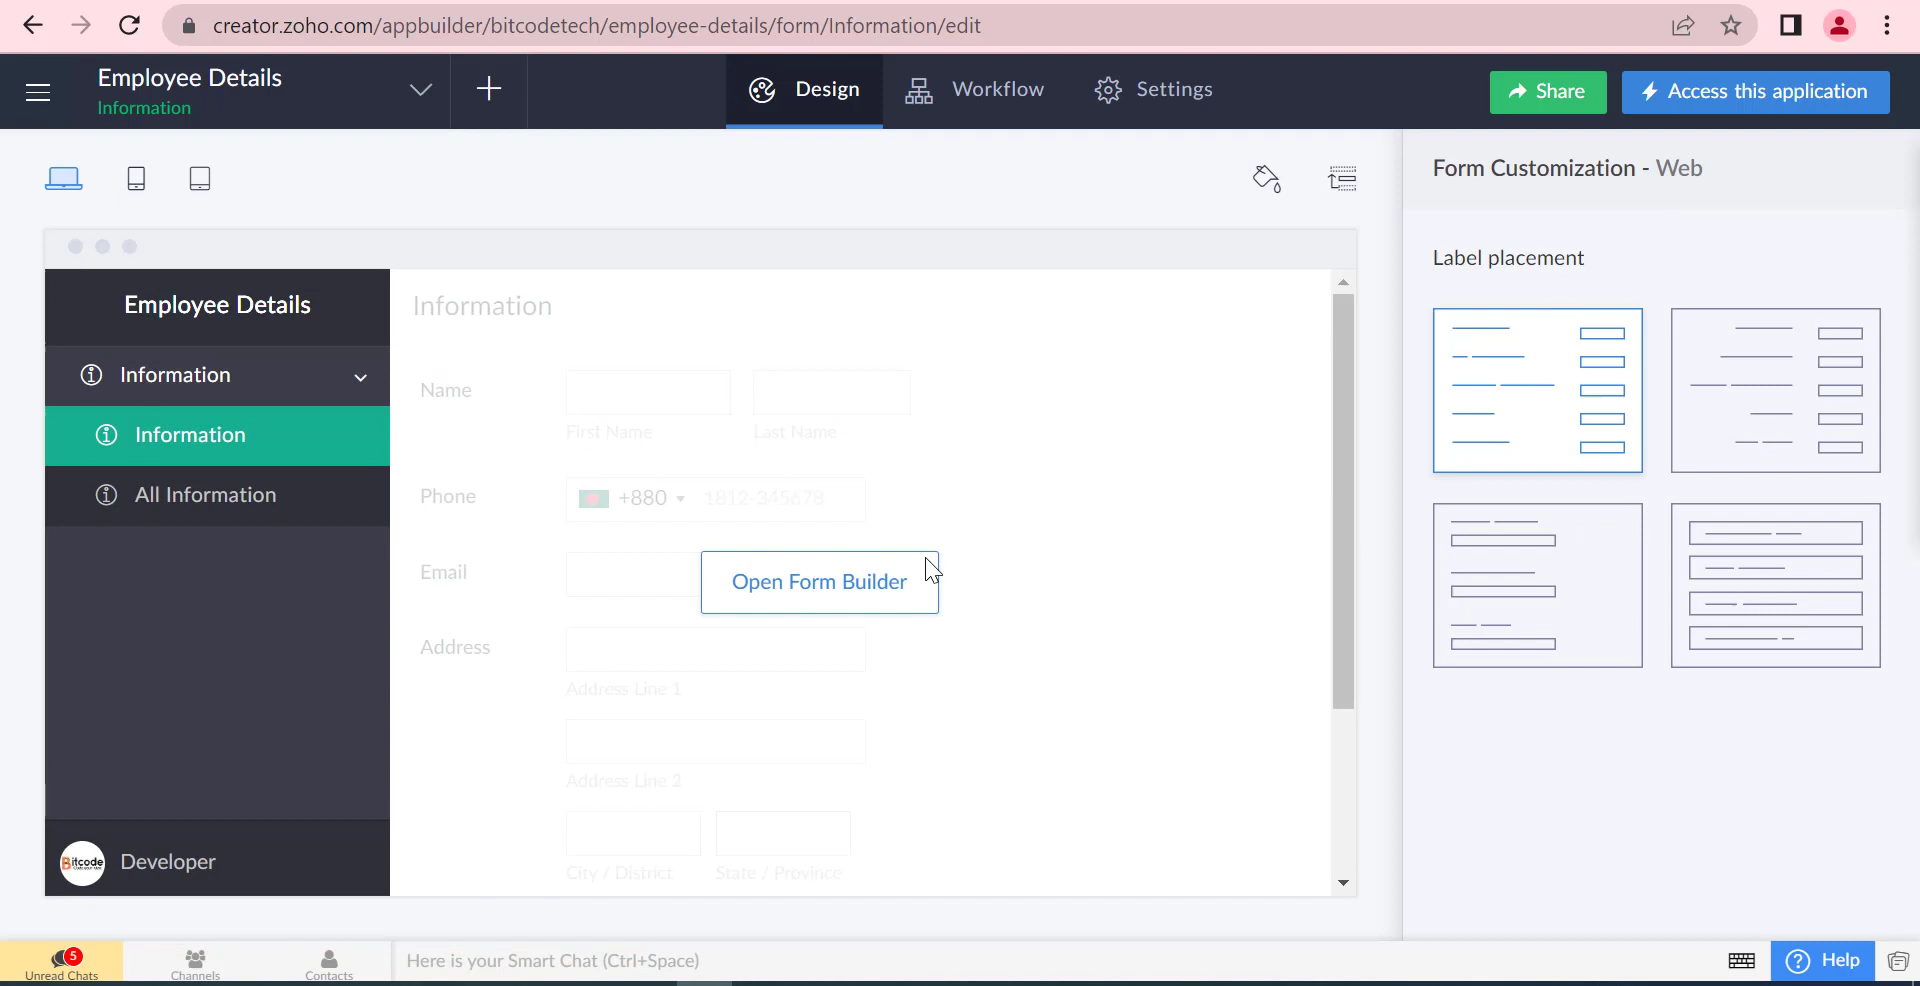 creator.zoho.com/appbuilder/bitcodetech/employee-details/form/Information/edit
Employee Details
Information
Design
Workflow
Settings
Share
Access this application
Form Customization - Web
Label placement
Employee Details
Information
Information
All Information
Developer
Bitcode
Information
Name
First Name
Last Name
Phone
+880
1812-345678
Email
Open Form Builder
Address
Address Line 1
Address Line 2
City / District
State / Province
5
Unread Chats
Channels
Contacts
Here is your Smart Chat (Ctrl+Space)
Help